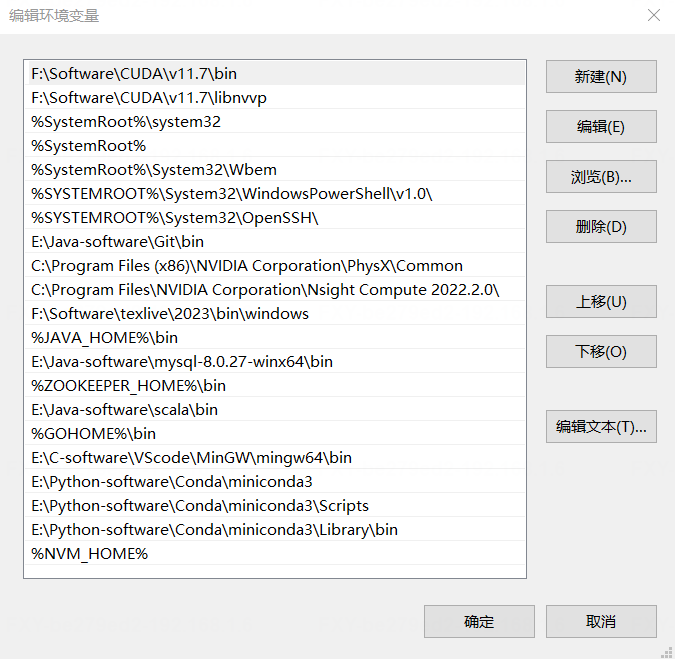 编辑环境变量
F:\Software\CUDA\v11.7\bin
F:\Software\CUDA\v11.7\libnvvp
%SystemRoot%\system32
%SystemRoot%
%SystemRoot%\System32\Wbem
%SYSTEMROOT%\System32\WindowsPowerShell\v1.0\
%SYSTEMROOT%\System32\OpenSSH\
E:\Java-software\Git\bin
C:\Program Files (x86)\NVIDIA Corporation\PhysX\Common
C:\Program Files\NVIDIA Corporation\Nsight Compute 2022.2.0\
F:\Software\texlive\2023\bin\windows
%JAVA_HOME%\bin
E:\Java-software\mysql-8.0.27-winx64\bin
%ZOOKEEPER_HOME%\bin
E:\Java-software\scala\bin
%GOHOME%\bin
E:\C-software\VScode\MinGW\mingw64\bin
E:\Python-software\Conda\miniconda3
E:\Python-software\Conda\miniconda3\Scripts
E:\Python-software\Conda\miniconda3\Library\bin
%NVM_HOME%
新建(N)
编辑(E)
浏览(B)...
删除(D)
上移(U)
下移(O)
编辑文本(T)...
确定
取消